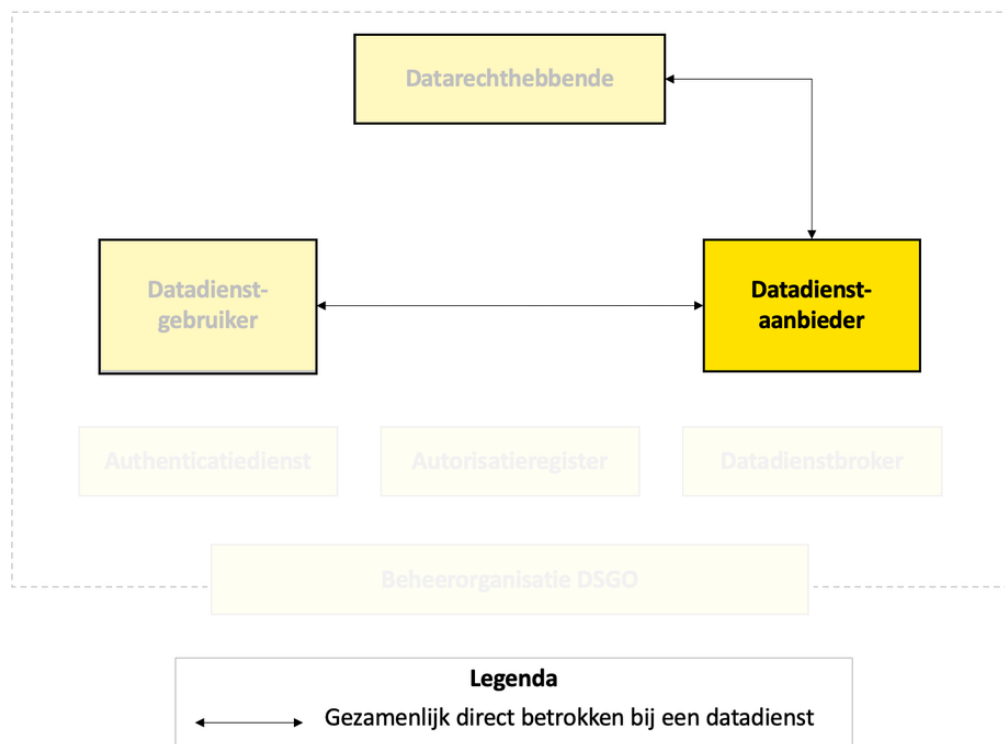 Datarechthebbende
Datadienst-
gebruiker
Datadienst-
aanbieder
Authenticatiedienst
Autorisatieregister
Datadienstbroker
Beheerorganisatie DSGO
Legenda
Gezamenlijk direct betrokken bij een datadienst